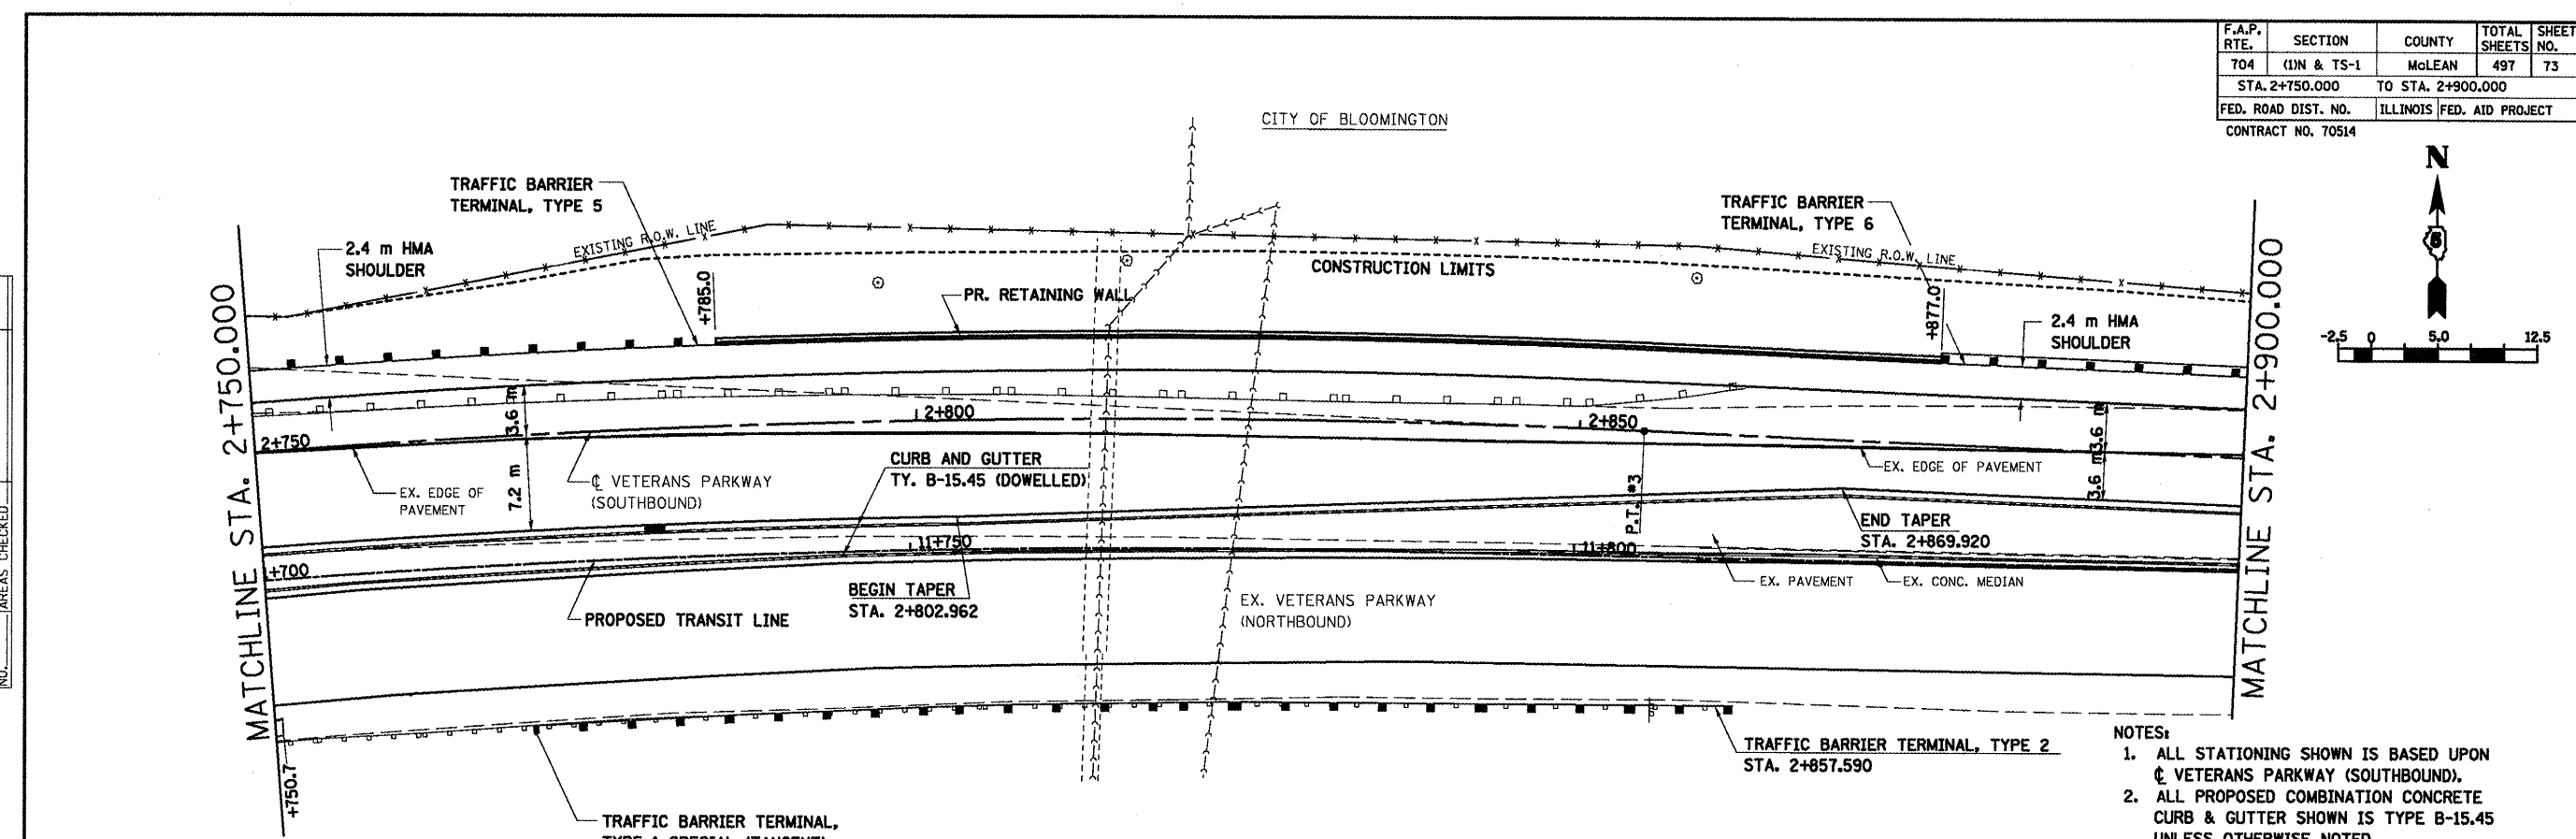 F.A.P. RTE. SECTION COUNTY TOTAL SHEETS SHEET NO.
704 (1)N & TS-1 McLEAN 497 73
STA. 2+750.000 TO STA. 2+900.000
FED. ROAD DIST. NO. ILLINOIS FED. AID PROJECT
CONTRACT NO. 70514
N
-2.5 0 5.0 12.5
CITY OF BLOOMINGTON
TRAFFIC BARRIER
TERMINAL, TYPE 5
TRAFFIC BARRIER
TERMINAL, TYPE 6
2.4 m HMA
SHOULDER
EXISTING R.O.W. LINE
EXISTING R.O.W. LINE
CONSTRUCTION LIMITS
PR. RETAINING WALL
+785.0
+877.0
2.4 m HMA
SHOULDER
MATCHLINE STA. 2+750.000
MATCHLINE STA. 2+900.000
2+750
2+800
2+850
3.6 m
7.2 m
3.6 m
3.6 m
EX. EDGE OF
PAVEMENT
℄ VETERANS PARKWAY
(SOUTHBOUND)
CURB AND GUTTER
TY. B-15.45 (DOWELLED)
EX. EDGE OF PAVEMENT
P.T. #3
END TAPER
STA. 2+869.920
11+750
11+800
+700
BEGIN TAPER
STA. 2+802.962
PROPOSED TRANSIT LINE
EX. VETERANS PARKWAY
(NORTHBOUND)
EX. PAVEMENT
EX. CONC. MEDIAN
TRAFFIC BARRIER TERMINAL, TYPE 2
STA. 2+857.590
+750.7
TRAFFIC BARRIER TERMINAL,
NOTES:
1. ALL STATIONING SHOWN IS BASED UPON
℄ VETERANS PARKWAY (SOUTHBOUND).
2. ALL PROPOSED COMBINATION CONCRETE
CURB & GUTTER SHOWN IS TYPE B-15.45
UNLESS OTHERWISE NOTED
NO.
AREAS CHECKED